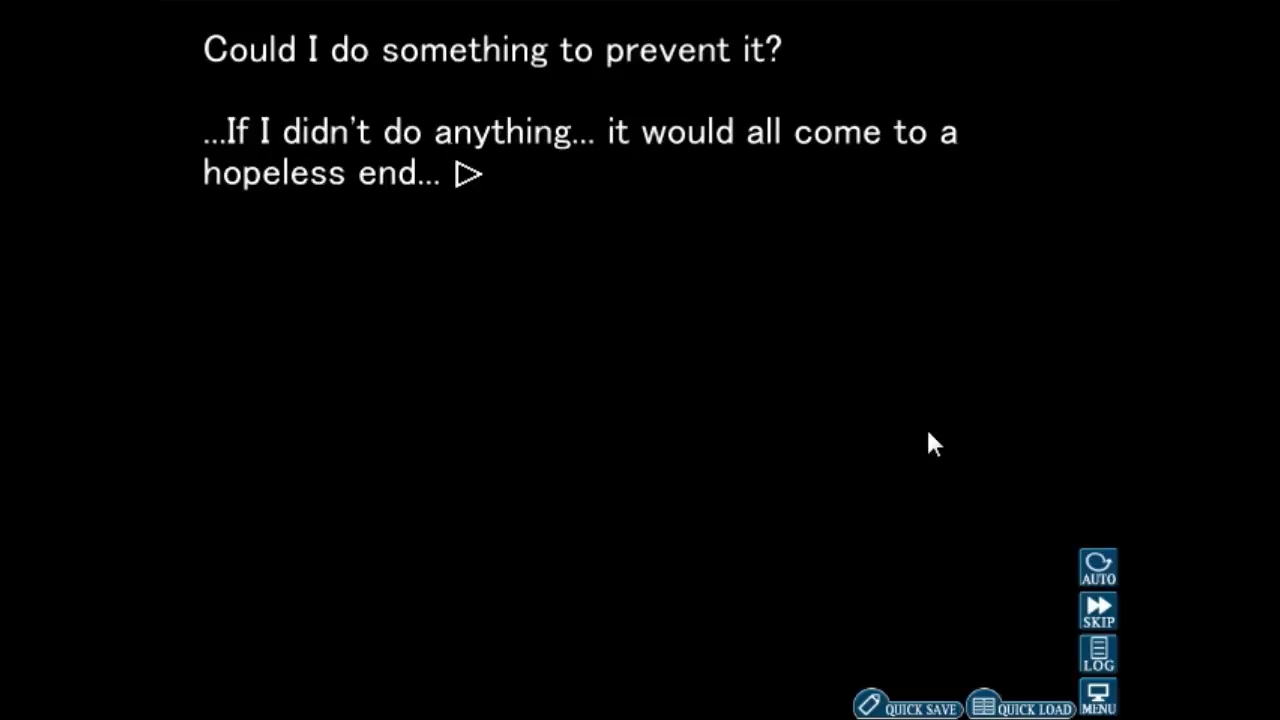 Could I do something to prevent it?
...If I didn't do anything... it would all come to a
hopeless end...
AUTO
SKIP
LOG
QUICK SAVE QUICK LOAD MENU